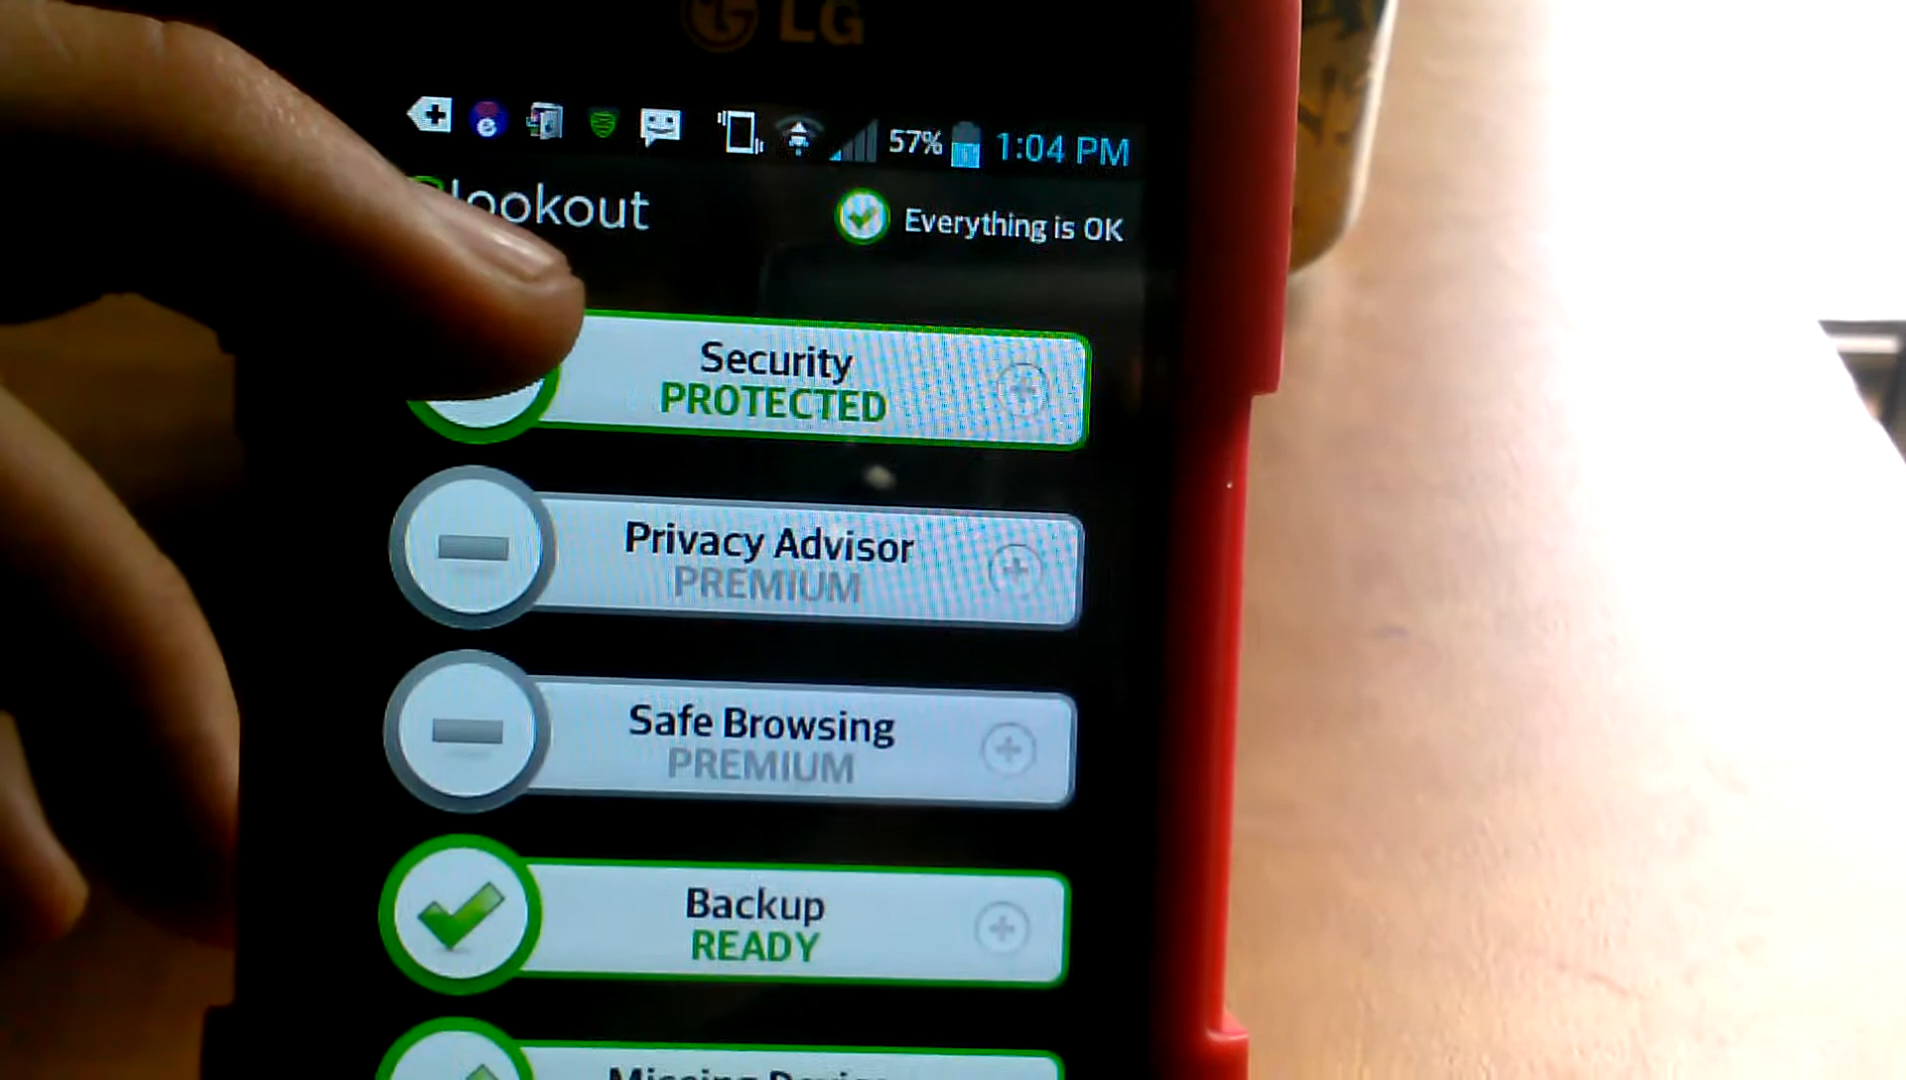 LG
57% 1:04 PM
lookout
Everything is OK
Security
PROTECTED
Privacy Advisor
PREMIUM
Safe Browsing
PREMIUM
Backup
READY
Missing